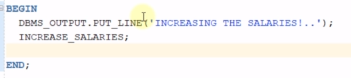 BEGIN
DBMS_OUTPUT.PUT_LINE('INCREASING THE SALARIES!..');
INCREASE_SALARIES;
END;